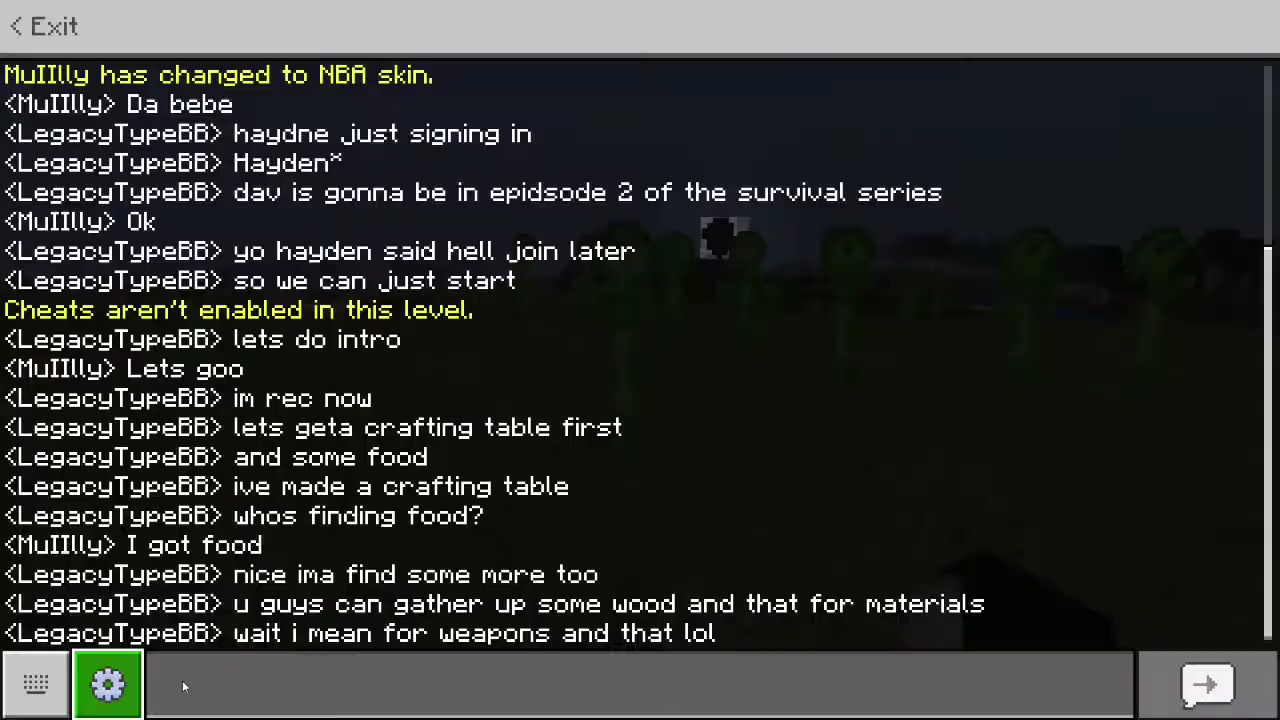 < Exit
MuIIlly has changed to NBA skin.
<MuIIlly> Da bebe
<LegacyTypeBB> haydne just signing in
<LegacyTypeBB> Hayden*
<LegacyTypeBB> dav is gonna be in epidsode 2 of the survival series
<MuIIlly> Ok
<LegacyTypeBB> yo hayden said hell join later
<LegacyTypeBB> so we can just start
Cheats aren't enabled in this level.
<LegacyTypeBB> lets do intro
<MuIIlly> Lets goo
<LegacyTypeBB> im rec now
<LegacyTypeBB> lets geta crafting table first
<LegacyTypeBB> and some food
<LegacyTypeBB> ive made a crafting table
<LegacyTypeBB> whos finding food?
<MuIIlly> I got food
<LegacyTypeBB> nice ima find some more too
<LegacyTypeBB> u guys can gather up some wood and that for materials
<LegacyTypeBB> wait i mean for weapons and that lol